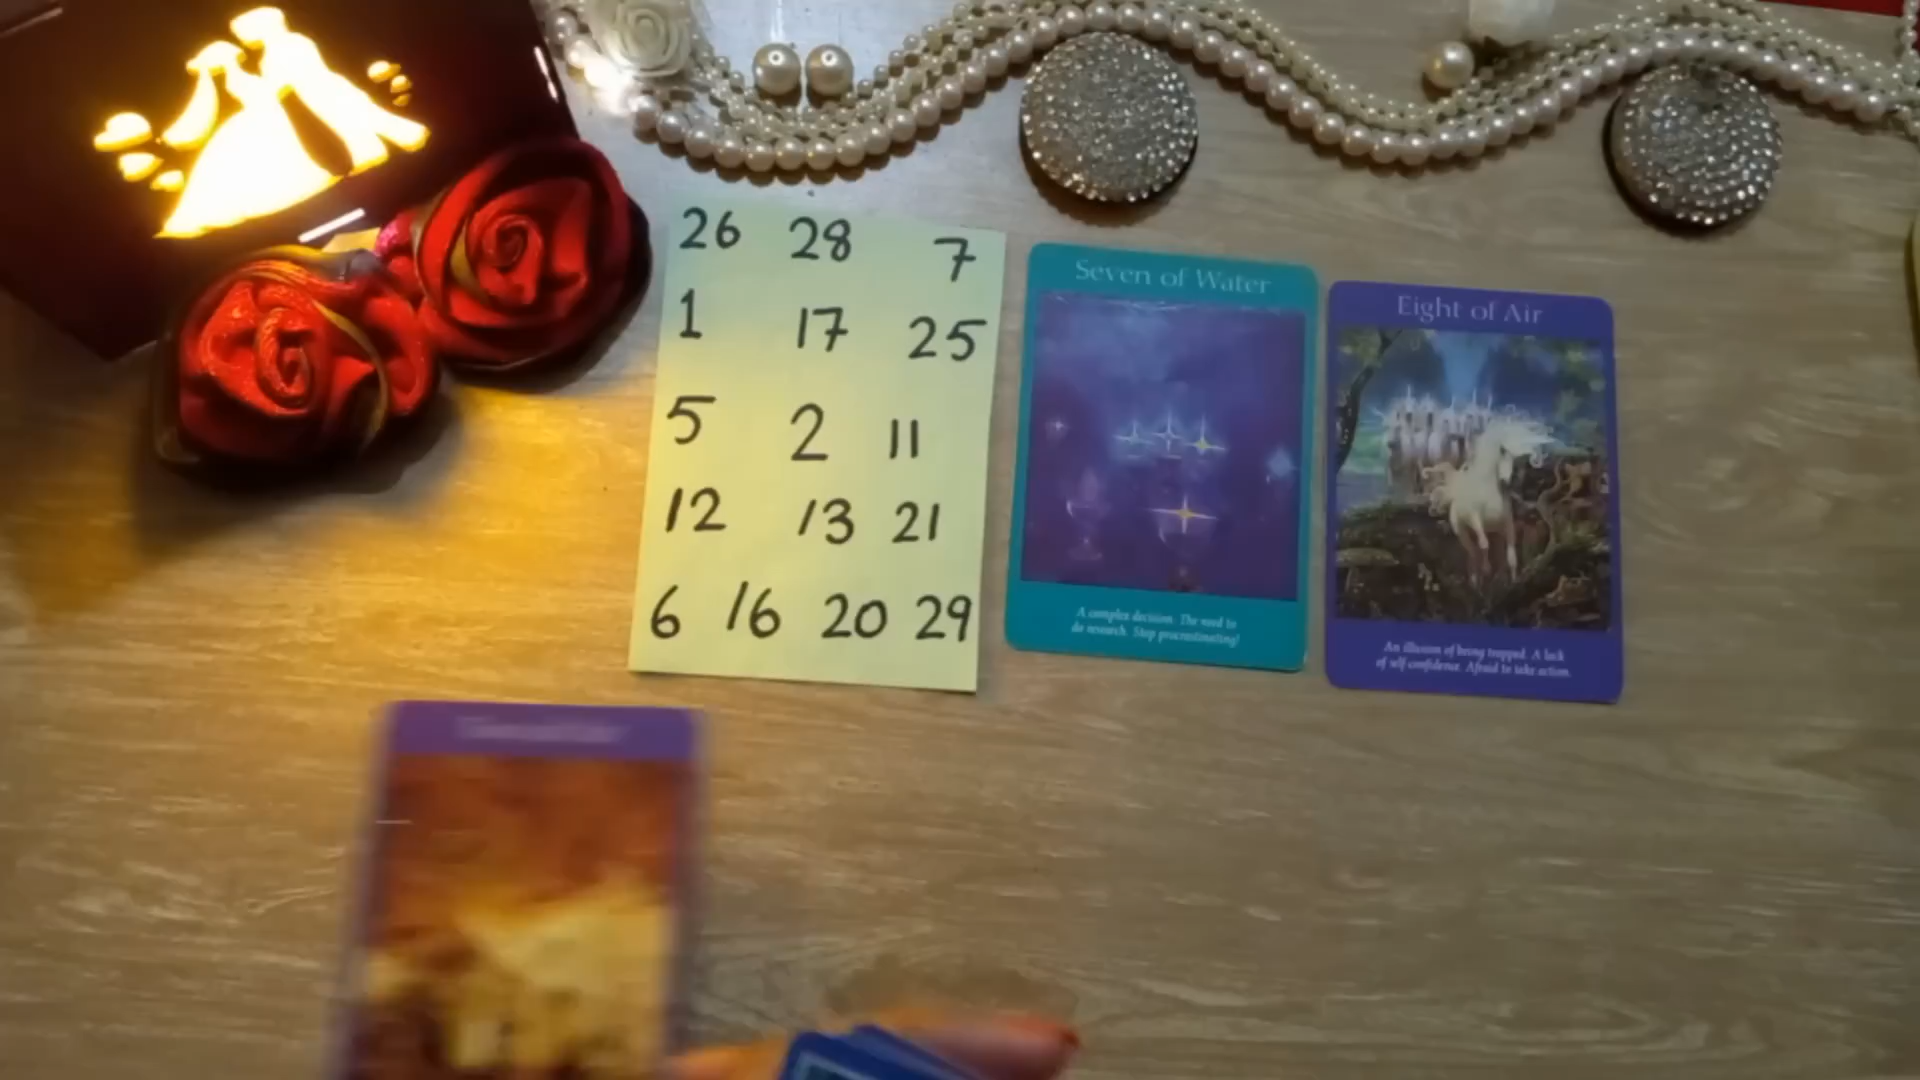 26 28 7
1 17 25
5 2 11
12 13 21
6 16 20 29
Seven of Water
A complex decision. The need to
do research. Stop procrastinating!
Eight of Air
An illusion of being trapped. A lack
of self-confidence. Afraid to take action.